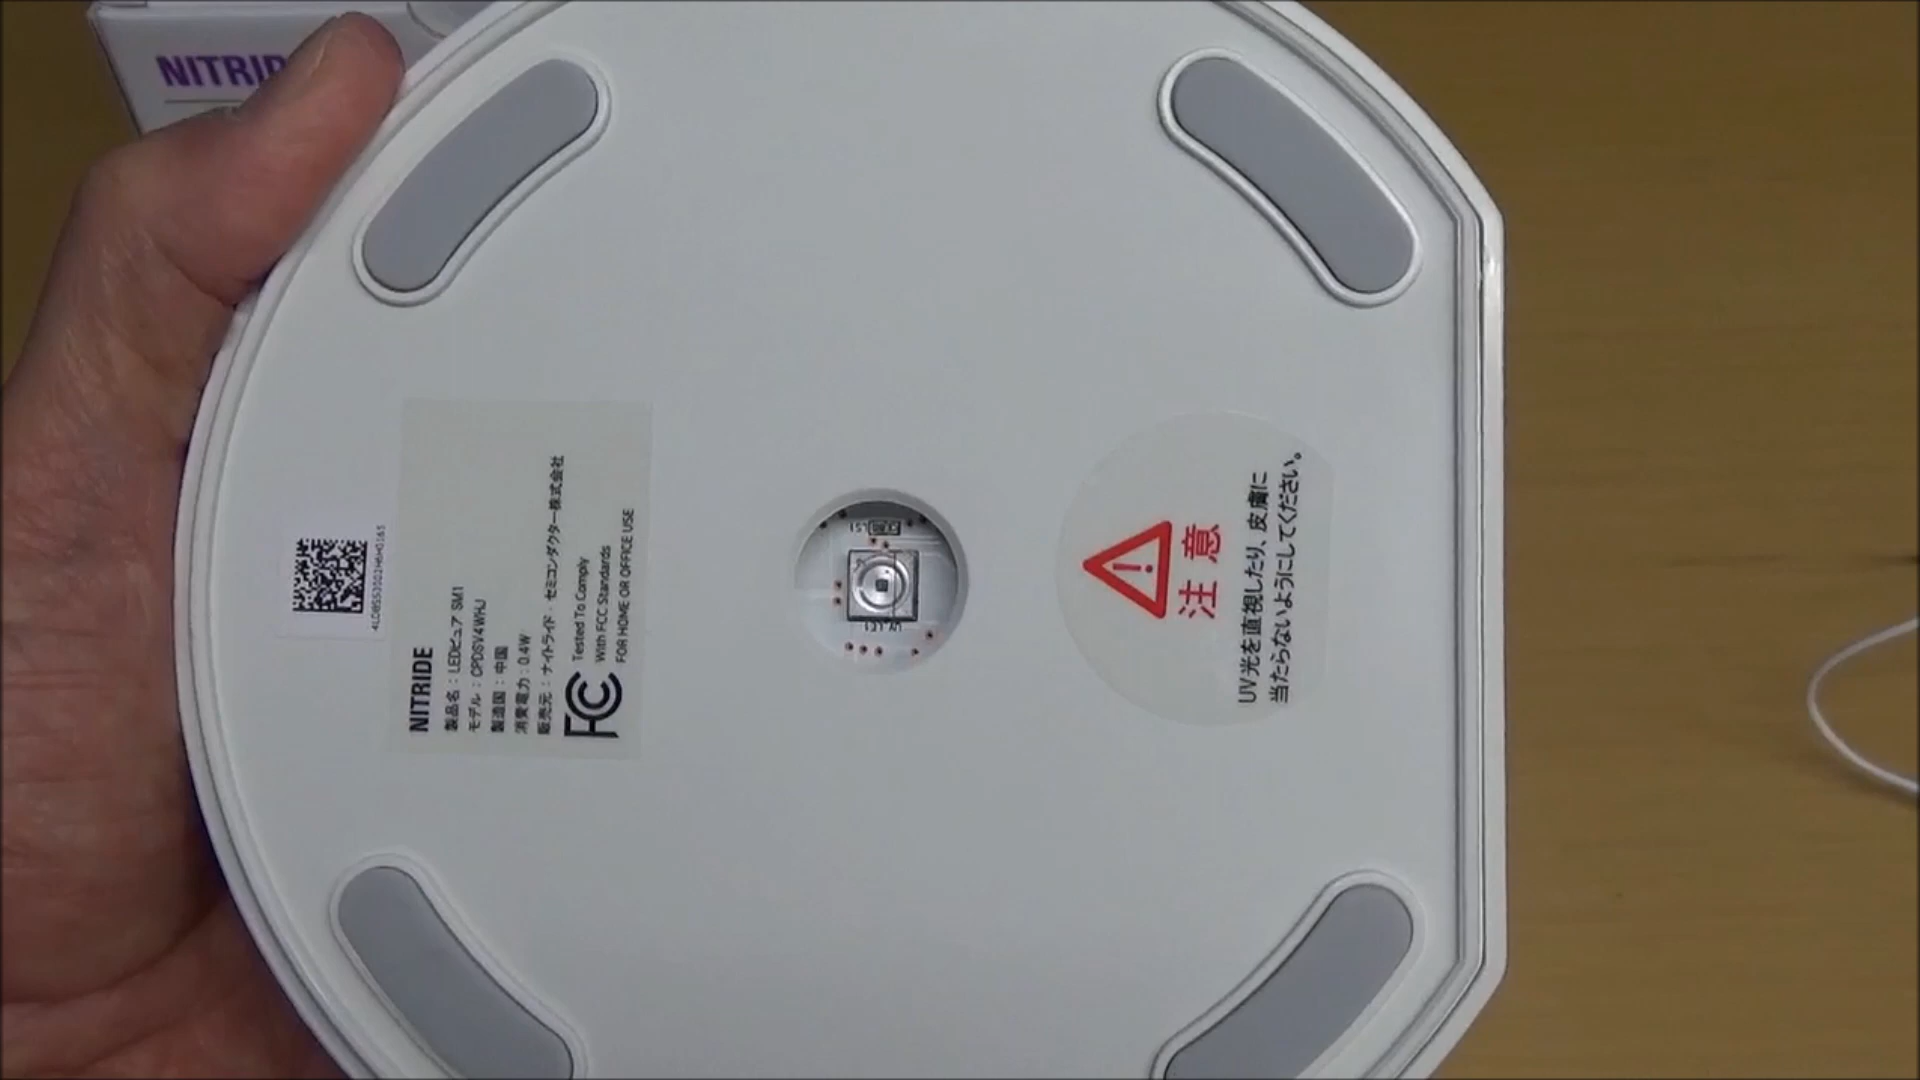 NITRIDE
NITRIDE
製品名：LEDピュア SM1
モデル：CPDSV4WHJ
製造国：中国
消費電力：0.4W
販売元：ナイトライド・セミコンダクター株式会社
FC Tested To Comply
With FCC Standards
FOR HOME OR OFFICE USE
注意
UV光を直視したり、皮膚に
当たらないようにしてください。